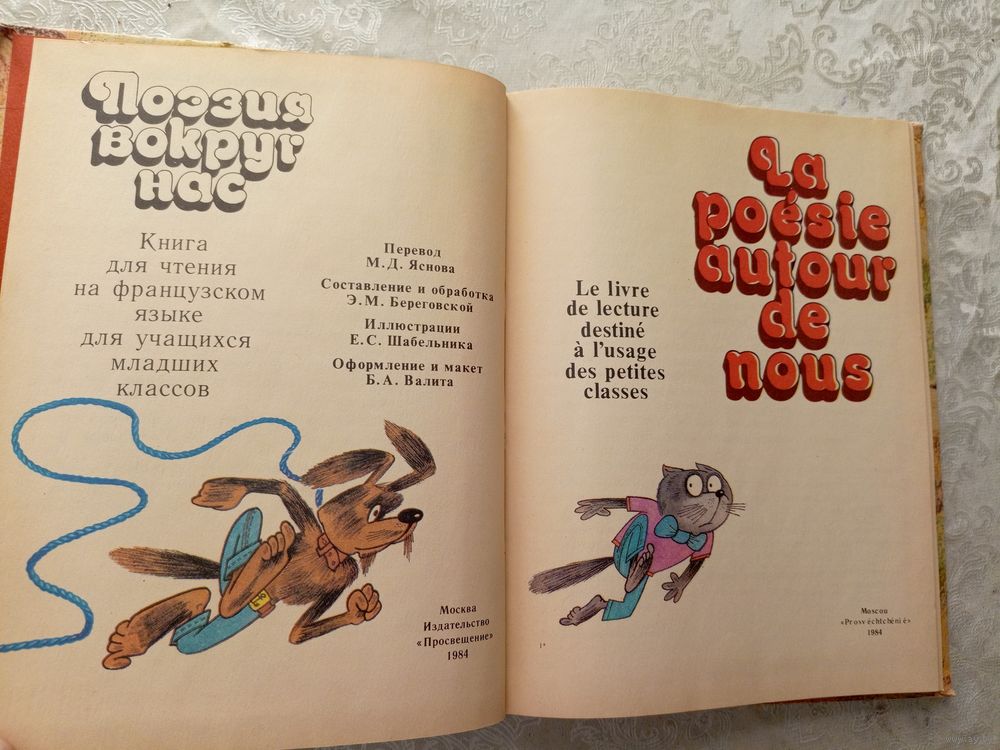 Поэзия
вокруг
нас
Книга
для чтения
на французском
языке
для учащихся
младших
классов
Перевод
М.Д. Яснова
Составление и обработка
Э.М. Береговской
Иллюстрации
Е.С. Шабельника
Оформление и макет
Б.А. Валита
Москва
Издательство
«Просвещение»
1984
La
poésie
autour
de
nous
Le livre
de lecture
destiné
à l'usage
des petites
classes
Moscou
«Prosvéchtchénié»
1984
1*